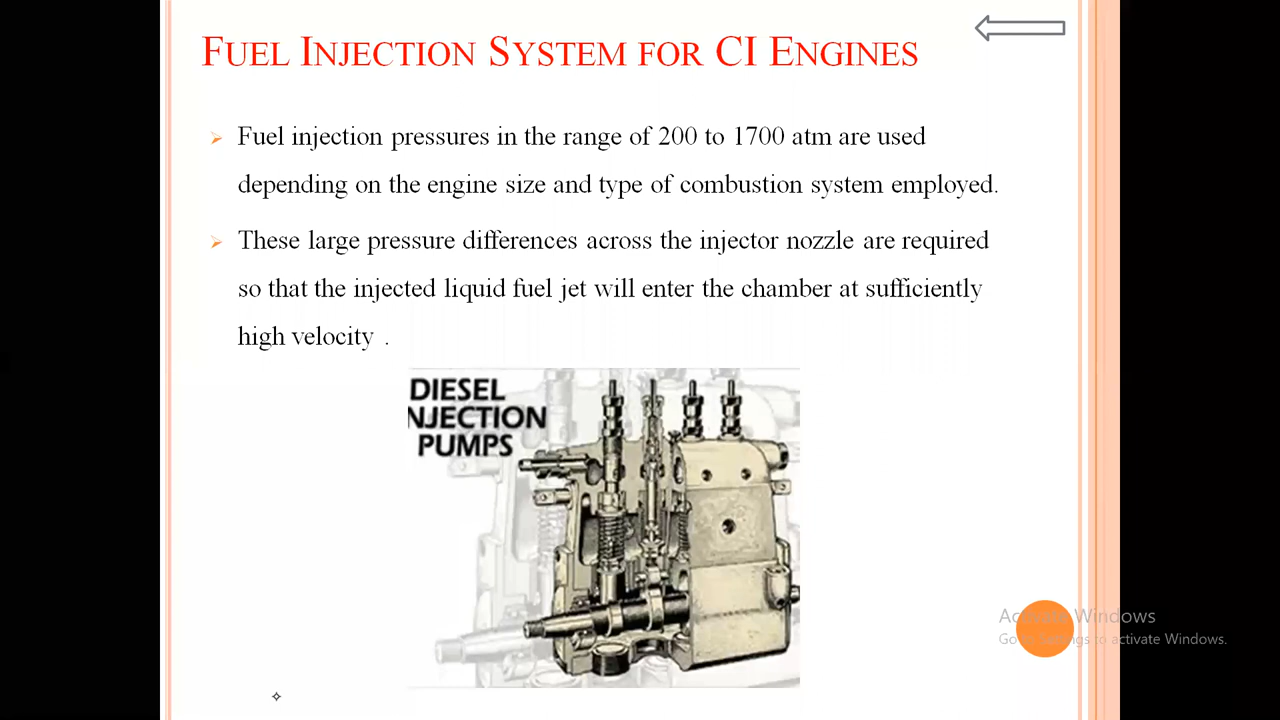 FUEL INJECTION SYSTEM FOR CI ENGINES
Fuel injection pressures in the range of 200 to 1700 atm are used
depending on the engine size and type of combustion system employed.
These large pressure differences across the injector nozzle are required
so that the injected liquid fuel jet will enter the chamber at sufficiently
high velocity .
DIESEL
NJECTION
PUMPS
Activate Windows
Go to Settings to activate Windows.